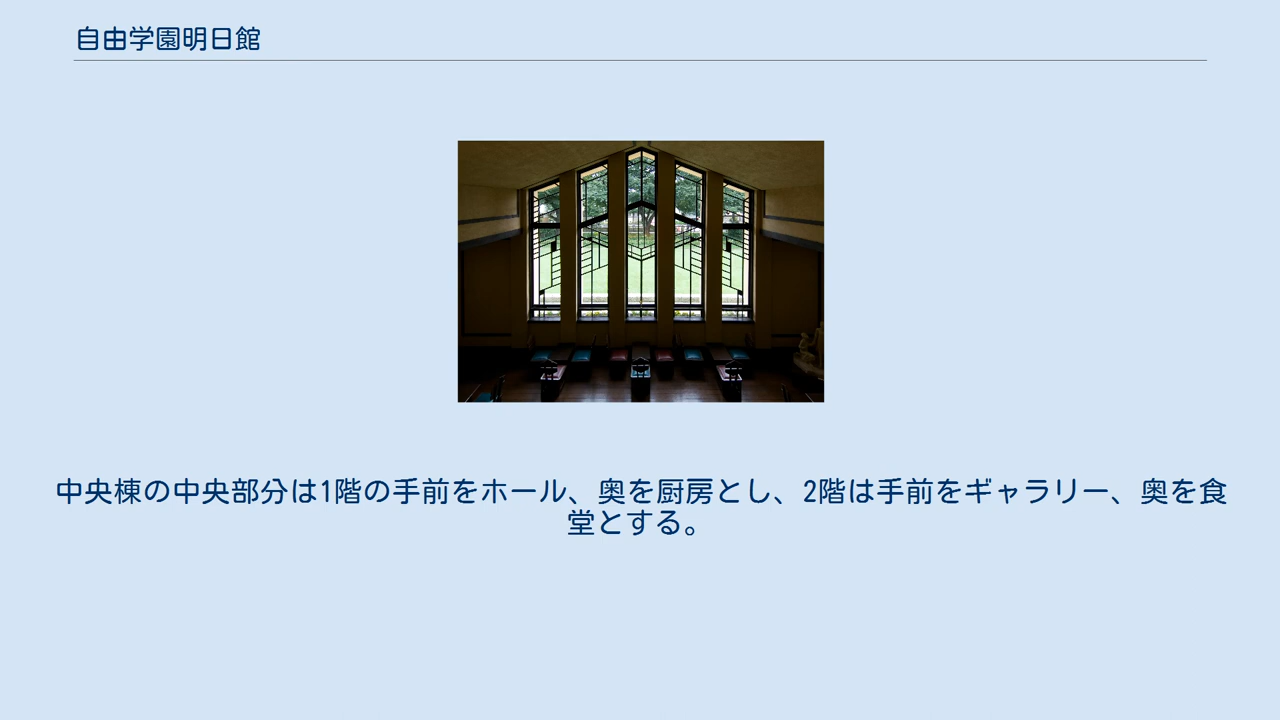 自由学園明日館
中央棟の中央部分は1階の手前をホール、奥を厨房とし、2階は手前をギャラリー、奥を食
堂とする。